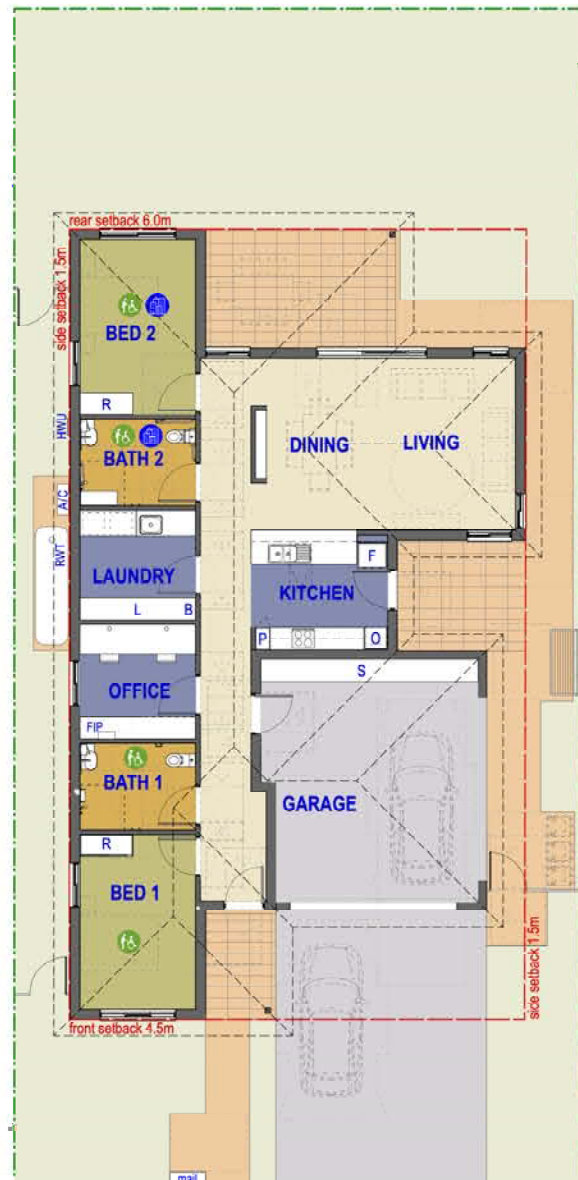 rear setback 6.0m
side setback 1.5m
BED 2
R
HWU
BATH 2
DINING
LIVING
A/C
RWT
LAUNDRY
L
B
F
KITCHEN
P
O
OFFICE
FIP
S
BATH 1
GARAGE
R
BED 1
side setback 1.5m
front setback 4.5m
mail